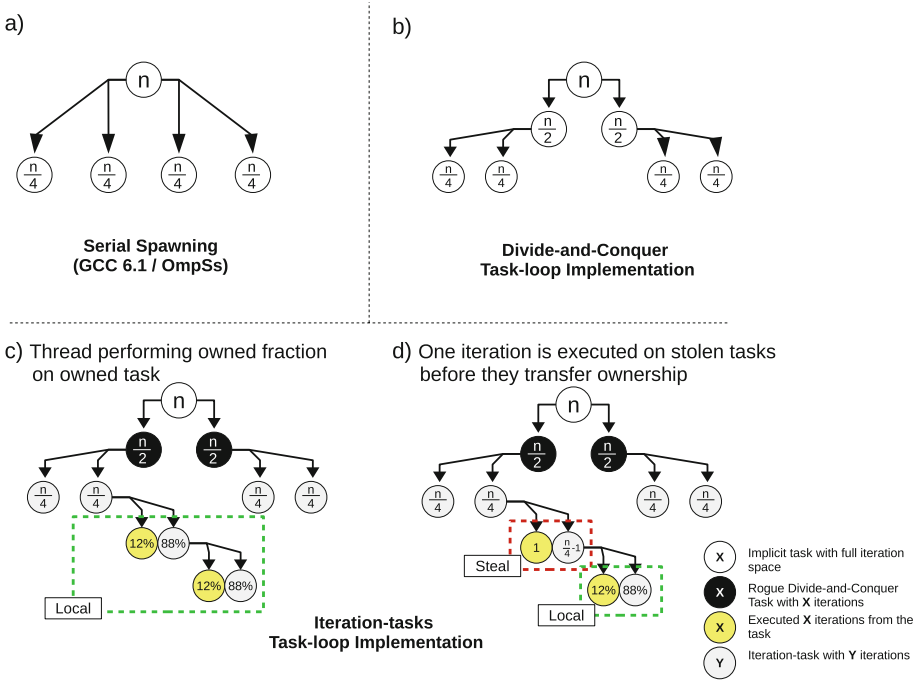 a)
n
n/4 n/4 n/4 n/4
Serial Spawning
(GCC 6.1 / OmpSs)
b)
n
n/2 n/2
n/4 n/4 n/4 n/4
Divide-and-Conquer
Task-loop Implementation
c) Thread performing owned fraction
on owned task
n
n/2 n/2
n/4 n/4 n/4 n/4
12% 88%
12% 88%
Local
d) One iteration is executed on stolen tasks
before they transfer ownership
n
n/2 n/2
n/4 n/4 n/4 n/4
1 n/4-1
Steal
12% 88%
Local
Iteration-tasks
Task-loop Implementation
X Implicit task with full iteration
space
X Rogue Divide-and-Conquer
Task with X iterations
X Executed X iterations from the
task
Y Iteration-task with Y iterations